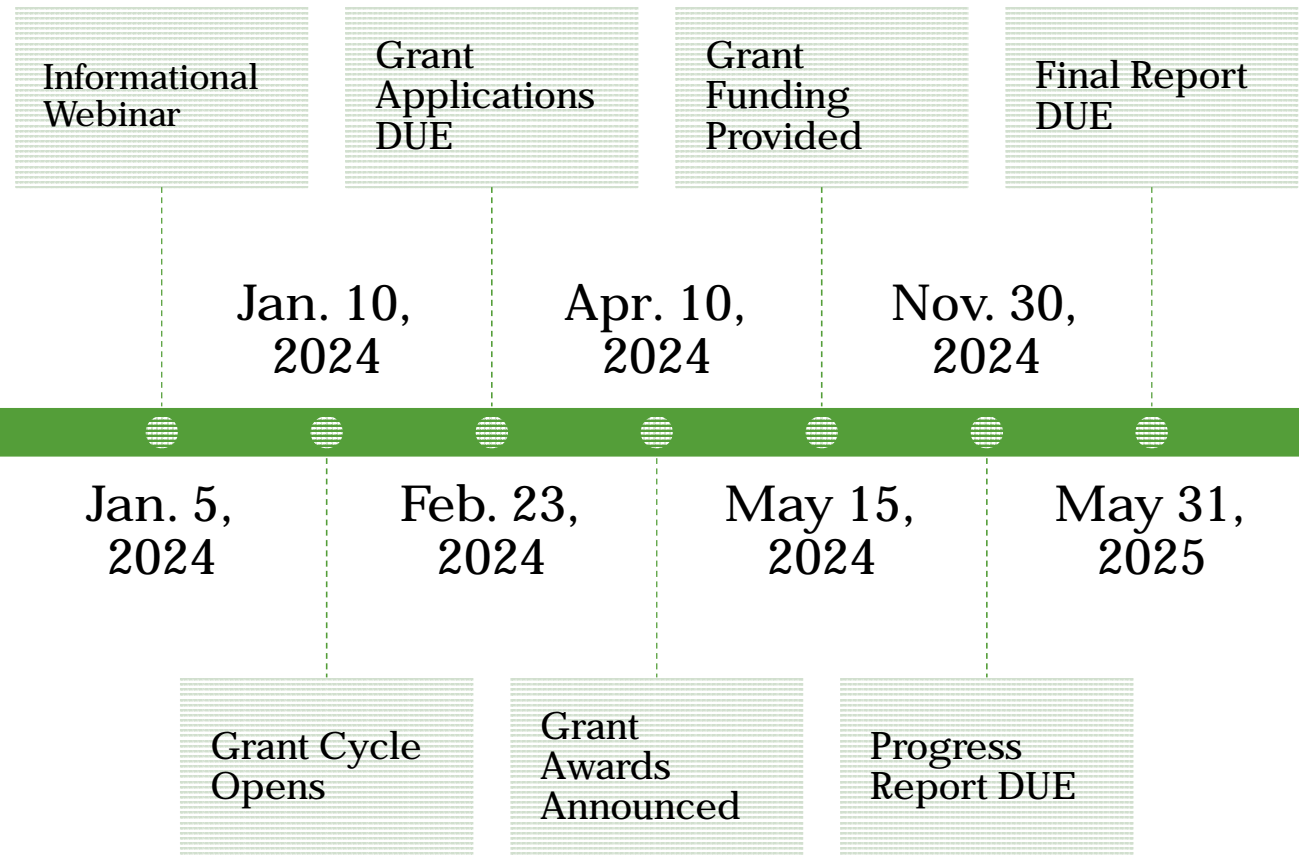 Informational
Webinar
Grant
Applications
DUE
Grant
Funding
Provided
Final Report
DUE
Jan. 10,
2024
Apr. 10,
2024
Nov. 30,
2024
Jan. 5,
2024
Feb. 23,
2024
May 15,
2024
May 31,
2025
Grant Cycle
Opens
Grant
Awards
Announced
Progress
Report DUE